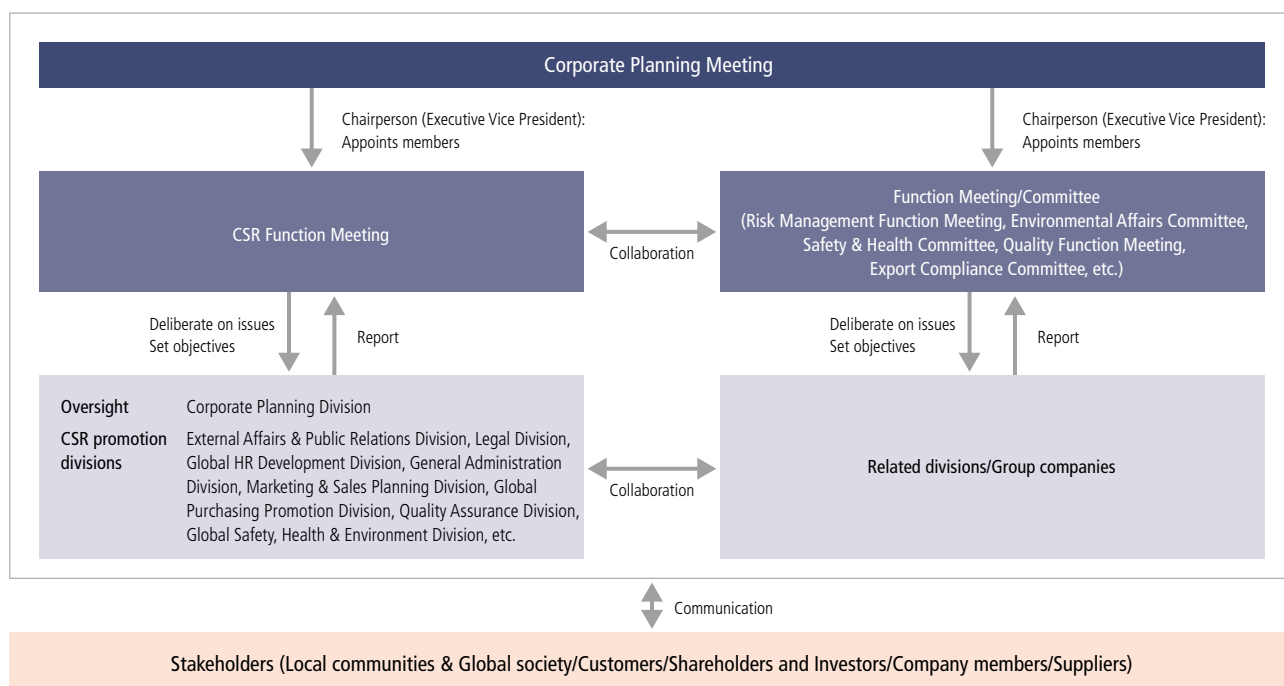 Corporate Planning Meeting
Chairperson (Executive Vice President):
Appoints members
Chairperson (Executive Vice President):
Appoints members
CSR Function Meeting
Collaboration
Function Meeting/Committee
(Risk Management Function Meeting, Environmental Affairs Committee,
Safety & Health Committee, Quality Function Meeting,
Export Compliance Committee, etc.)
Deliberate on issues
Set objectives
Report
Deliberate on issues
Set objectives
Report
Oversight
Corporate Planning Division
CSR promotion
divisions
External Affairs & Public Relations Division, Legal Division,
Global HR Development Division, General Administration
Division, Marketing & Sales Planning Division, Global
Purchasing Promotion Division, Quality Assurance Division,
Global Safety, Health & Environment Division, etc.
Collaboration
Related divisions/Group companies
Communication
Stakeholders (Local communities & Global society/Customers/Shareholders and Investors/Company members/Suppliers)